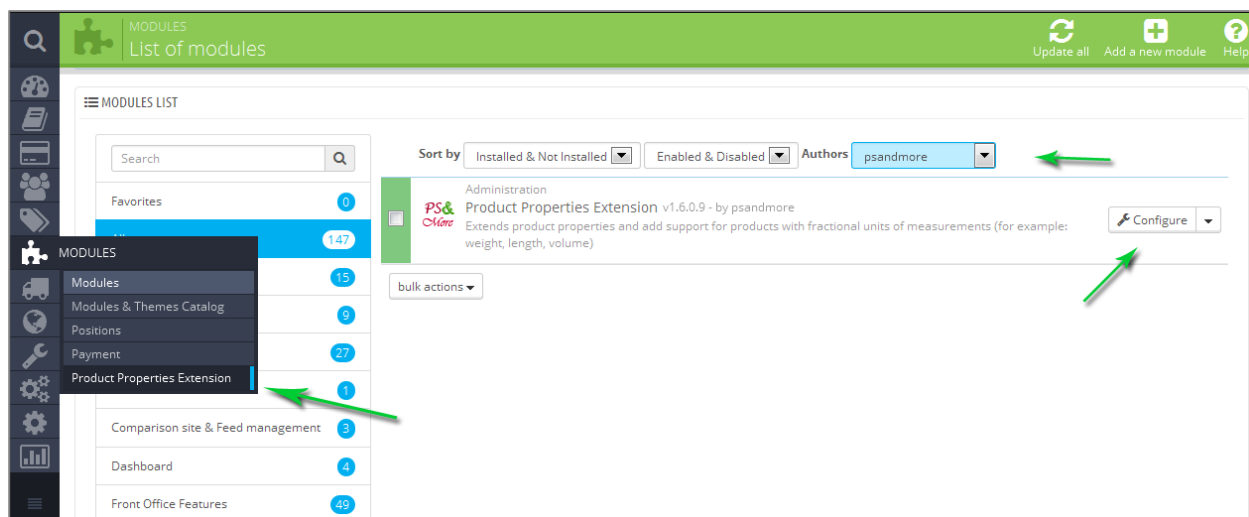 MODULES
List of modules
Update all
Add a new module
Help
MODULES LIST
Search
Sort by
Installed & Not Installed
Enabled & Disabled
Authors
psandmore
Favorites
0
147
15
9
27
1
Comparison site & Feed management
3
Dashboard
4
Front Office Features
49
MODULES
Modules
Modules & Themes Catalog
Positions
Payment
Product Properties Extension
PS&
More
Administration
Product Properties Extension v1.6.0.9 - by psandmore
Extends product properties and add support for products with fractional units of measurements (for example:
weight, length, volume)
Configure
bulk actions